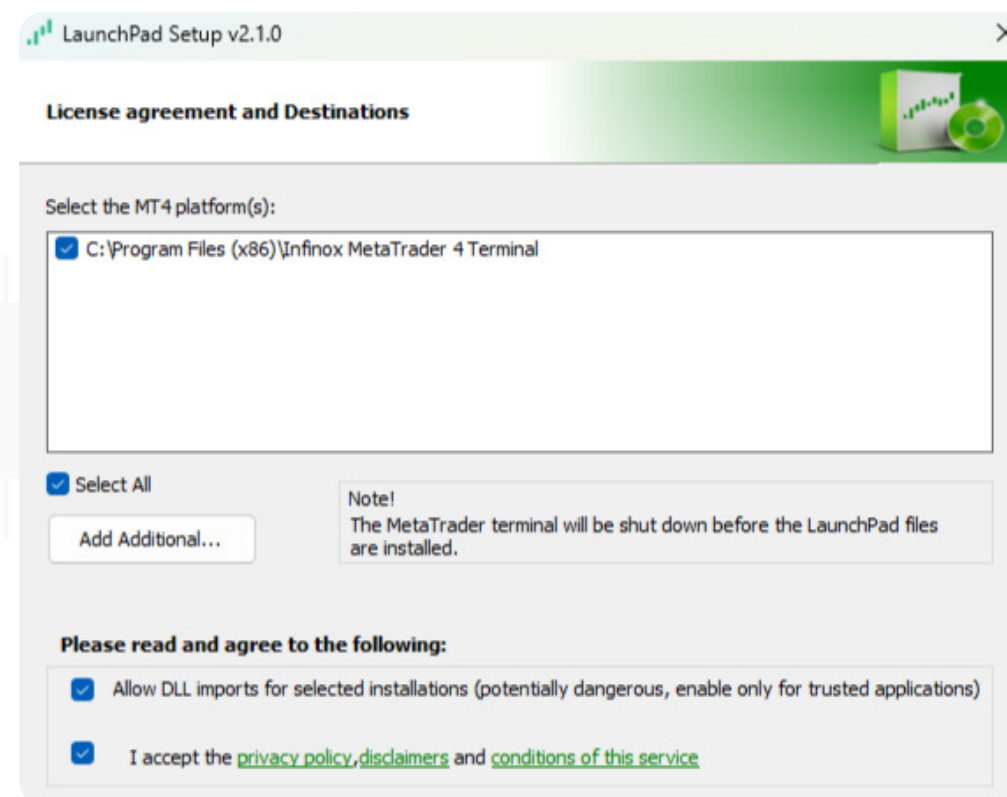 LaunchPad Setup v2.1.0
License agreement and Destinations
Select the MT4 platform(s):
C:\Program Files (x86)\Infinox MetaTrader 4 Terminal
Select All
Add Additional...
Note!
The MetaTrader terminal will be shut down before the LaunchPad files
are installed.
Please read and agree to the following:
Allow DLL imports for selected installations (potentially dangerous, enable only for trusted applications)
I accept the privacy policy,disclaimers and conditions of this service